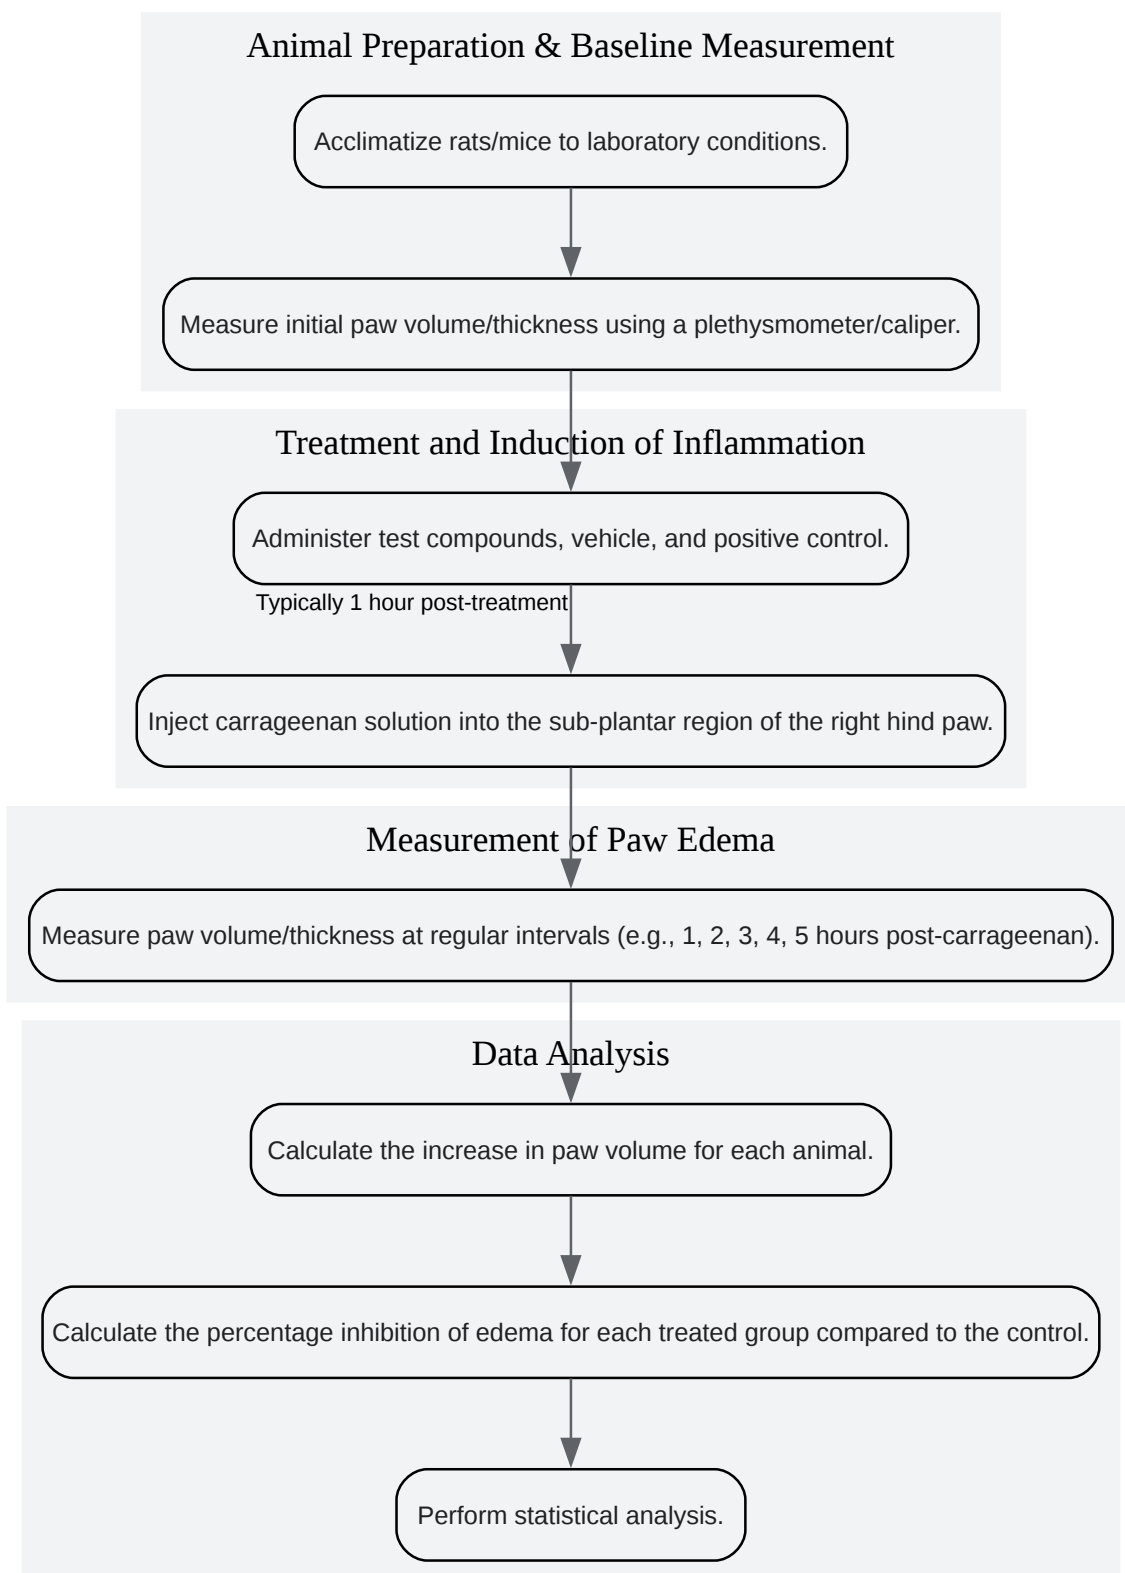 Animal Preparation & Baseline Measurement
Acclimatize rats/mice to laboratory conditions.
Measure initial paw volume/thickness using a plethysmometer/caliper.
Treatment and Induction of Inflammation
Administer test compounds, vehicle, and positive control.
Typically 1 hour post-treatment
Inject carrageenan solution into the sub-plantar region of the right hind paw.
Measurement of Paw Edema
Measure paw volume/thickness at regular intervals (e.g., 1, 2, 3, 4, 5 hours post-carrageenan).
Data Analysis
Calculate the increase in paw volume for each animal.
Calculate the percentage inhibition of edema for each treated group compared to the control.
Perform statistical analysis.